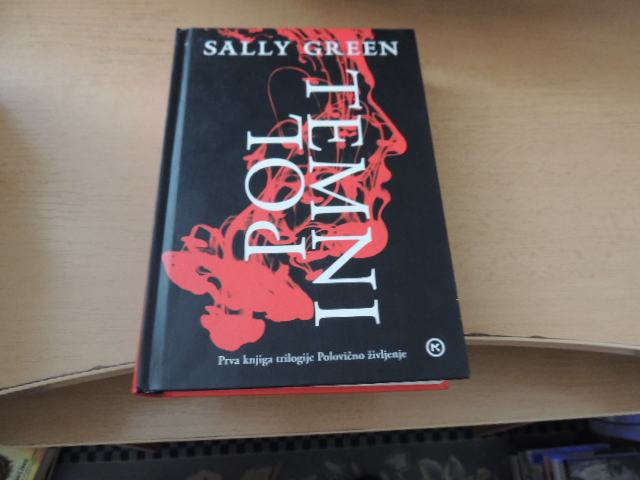 SALLY GREEN
TEMNI
POL
Prva knjiga trilogije Polovično življenje